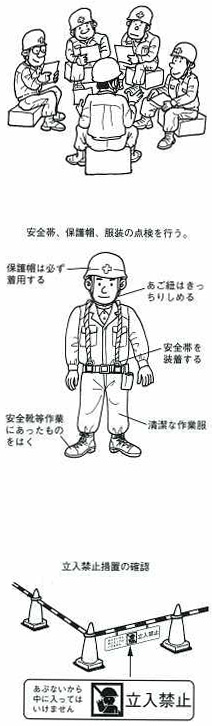 安全帯、保護帽、服装の点検を行う。
保護帽は必ず
着用する
あご紐はきっ
ちりしめる
安全帯を
装着する
安全靴等作業
にあったもの
をはく
清潔な作業服
立入禁止措置の確認
立入禁止
あぶないから
中に入っては
いけません
立入禁止